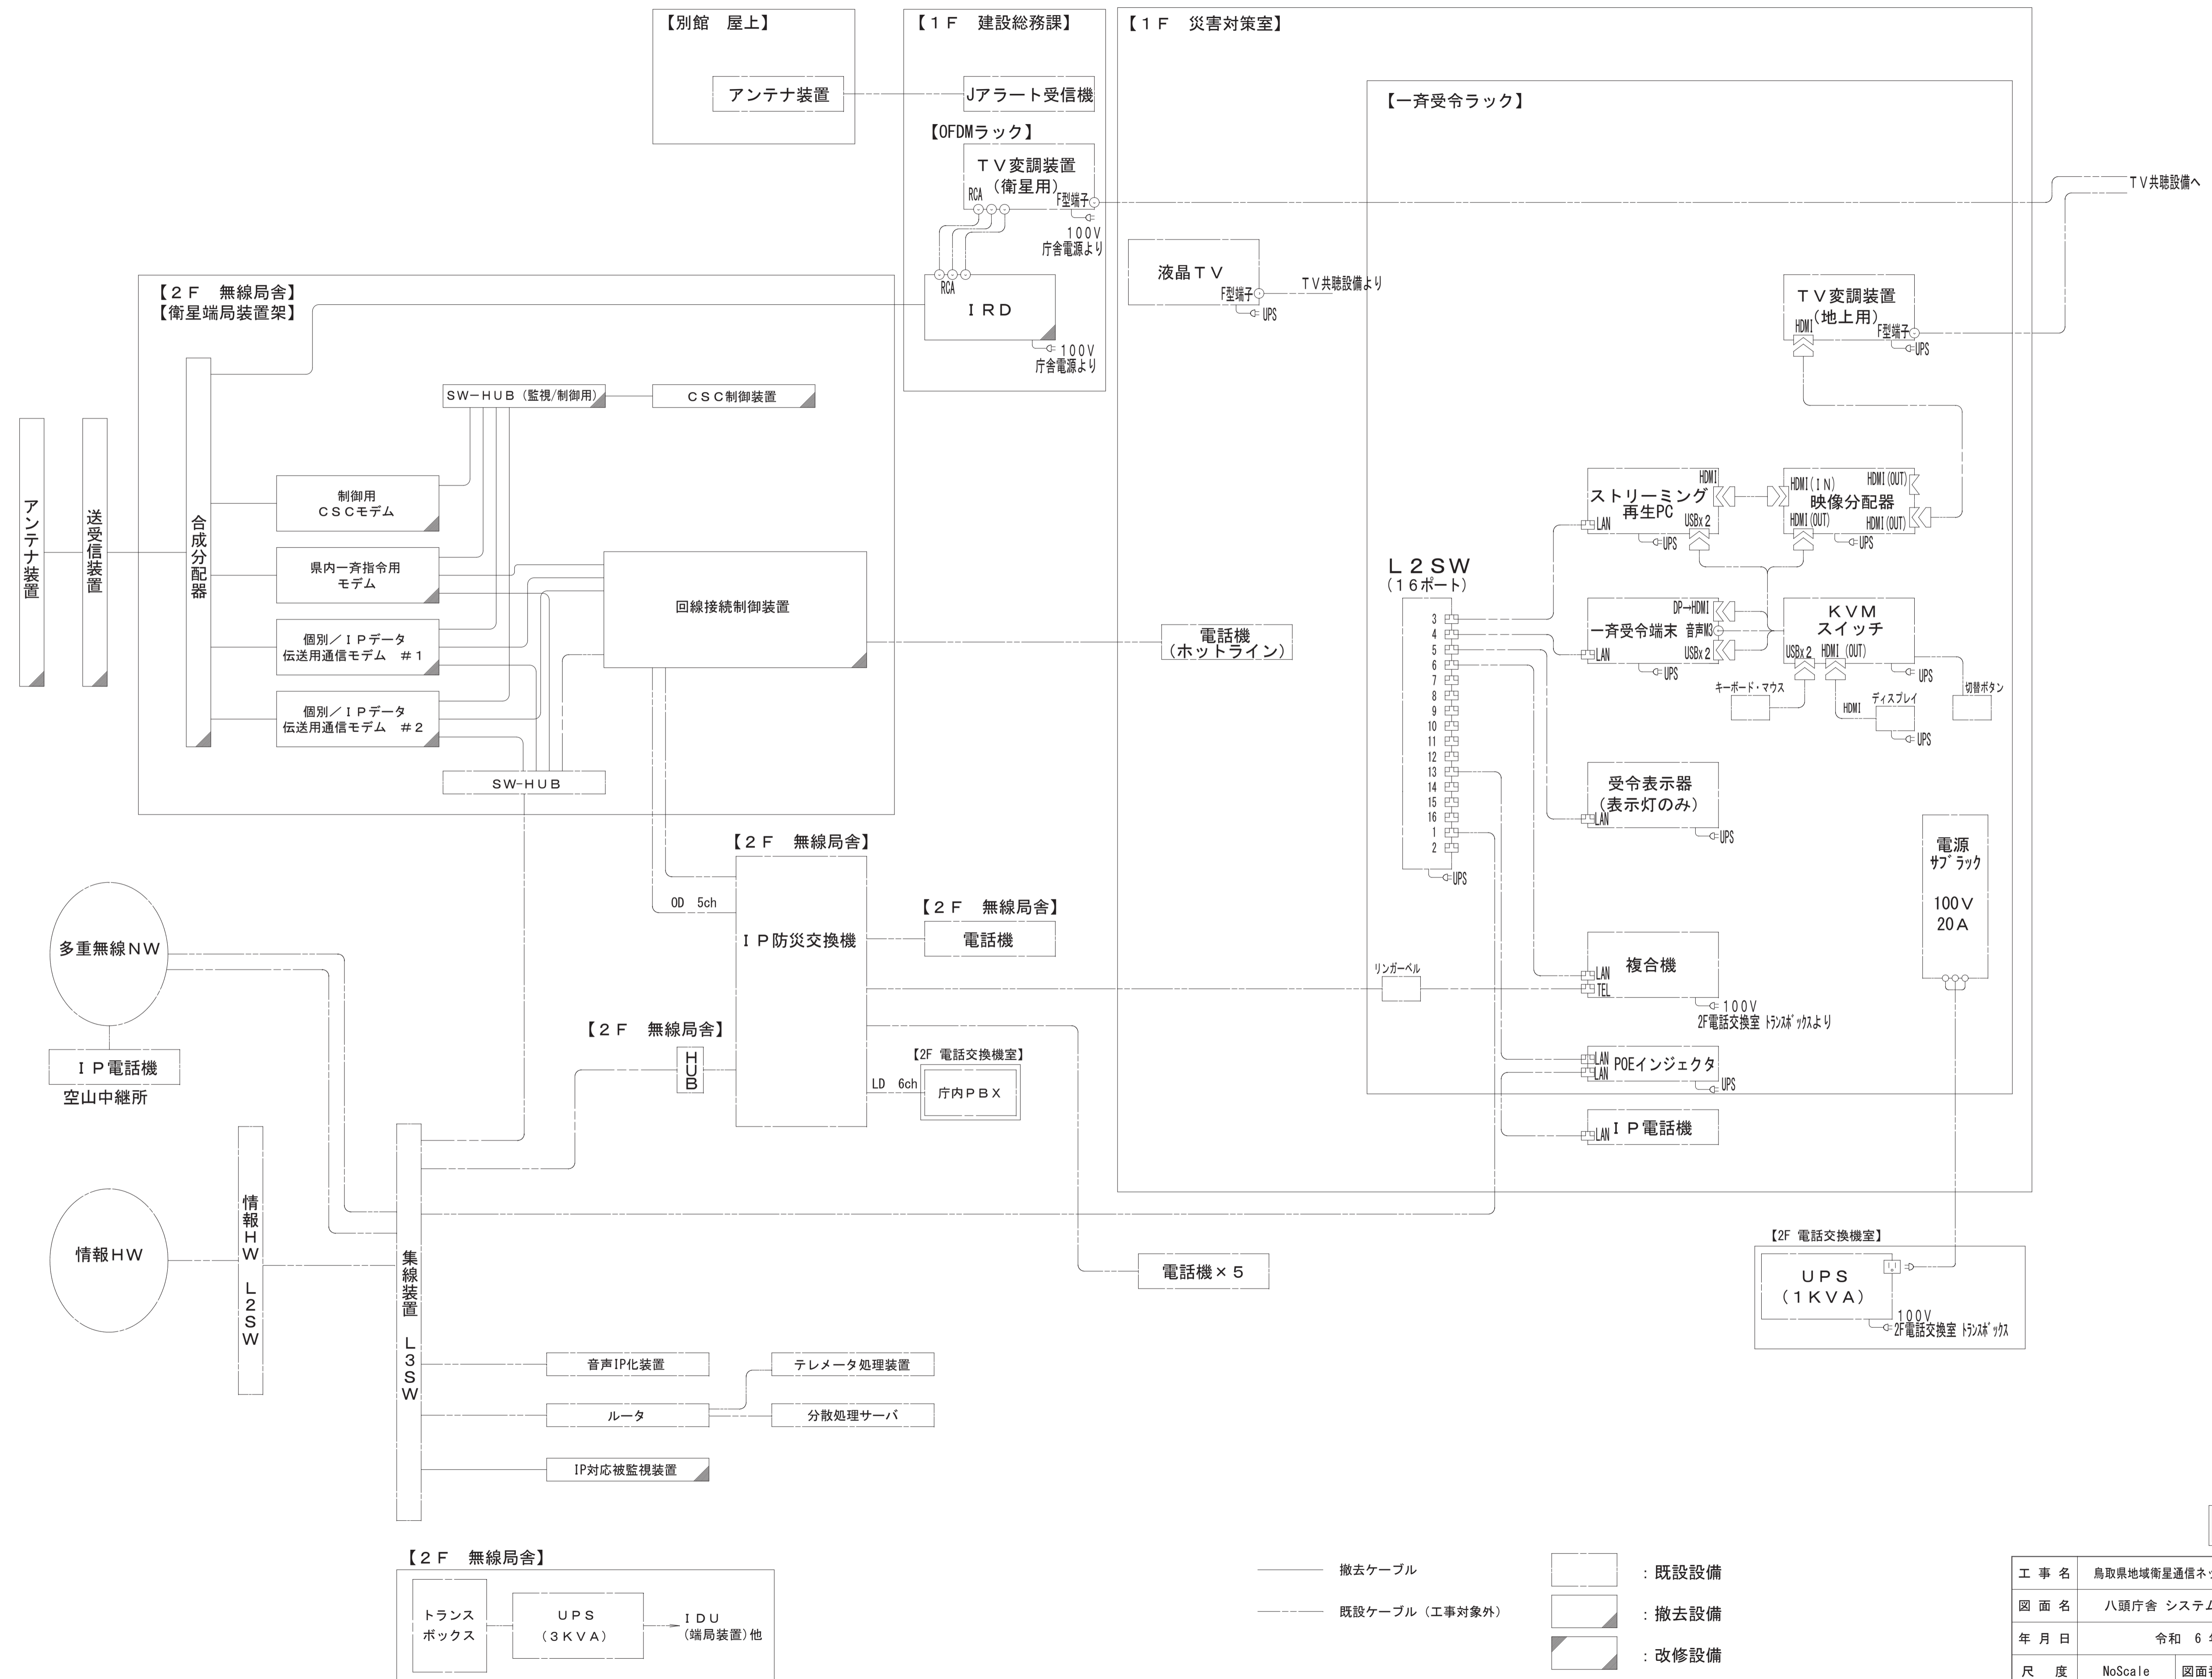 【別館　屋上】
アンテナ装置
【１Ｆ　建設総務課】
Jアラート受信機
【OFDMラック】
ＴＶ変調装置
（衛星用）
RCA
F型端子
100V
庁舎電源より
RCA
ＩＲＤ
100V
庁舎電源より
【１Ｆ　災害対策室】
液晶ＴＶ
F型端子
UPS
ＴＶ共聴設備より
【一斉受令ラック】
ＴＶ共聴設備へ
ＴＶ変調装置
（地上用）
HDMI
F型端子
UPS
ストリーミング
再生PC
HDMI
LAN
USBx2
UPS
HDMI(IN)
HDMI(OUT)
映像分配器
HDMI(OUT)
HDMI(OUT)
UPS
Ｌ２ＳＷ
（１６ポート）
3
4
5
6
7
8
9
10
11
12
13
14
15
16
1
2
UPS
DP→HDMI
一斉受令端末
音声M3
LAN
USBx2
UPS
ＫＶＭ
スイッチ
USBx2
HDMI (OUT)
UPS
キーボード・マウス
HDMI
ディスプレイ
UPS
切替ボタン
受令表示器
（表示灯のみ）
LAN
UPS
電源
ｻﾌﾞﾗｯｸ
100Ｖ
20Ａ
リンガーベル
複合機
LAN
TEL
100V
2F電話交換室 ﾄﾗﾝｽﾎﾞｯｸｽより
LAN
LAN
POEインジェクタ
UPS
LAN
ＩＰ電話機
【２Ｆ　無線局舎】
【衛星端局装置架】
アンテナ装置
送受信装置
合成分配器
ＳＷ－ＨＵＢ（監視/制御用）
ＣＳＣ制御装置
制御用
ＣＳＣモデム
県内一斉指令用
モデム
個別／ＩＰデータ
伝送用通信モデム　＃１
個別／ＩＰデータ
伝送用通信モデム　＃２
回線接続制御装置
ＳＷ-ＨＵＢ
電話機
（ホットライン）
【２Ｆ　無線局舎】
OD　5ch
ＩＰ防災交換機
【２Ｆ　無線局舎】
電話機
【２Ｆ　無線局舎】
ＨＵＢ
【2F 電話交換機室】
LD　6ch
庁内ＰＢＸ
多重無線ＮＷ
ＩＰ電話機
空山中継所
情報ＨＷ
情報ＨＷ　Ｌ２ＳＷ
集線装置　Ｌ３ＳＷ
電話機×５
音声IP化装置
テレメータ処理装置
ルータ
分散処理サーバ
IP対応被監視装置
【2F 電話交換機室】
ＵＰＳ
（１ＫＶＡ）
100V
2F電話交換室 ﾄﾗﾝｽﾎﾞｯｸｽ
【２Ｆ　無線局舎】
トランス
ボックス
ＵＰＳ
（３ＫＶＡ）
ＩＤＵ
(端局装置)他
撤去ケーブル
既設ケーブル（工事対象外）
：既設設備
：撤去設備
：改修設備
工事名
鳥取県地域衛星通信ネッ
図面名
八頭庁舎 システム
年月日
令和　6
尺　度
NoScale
図面